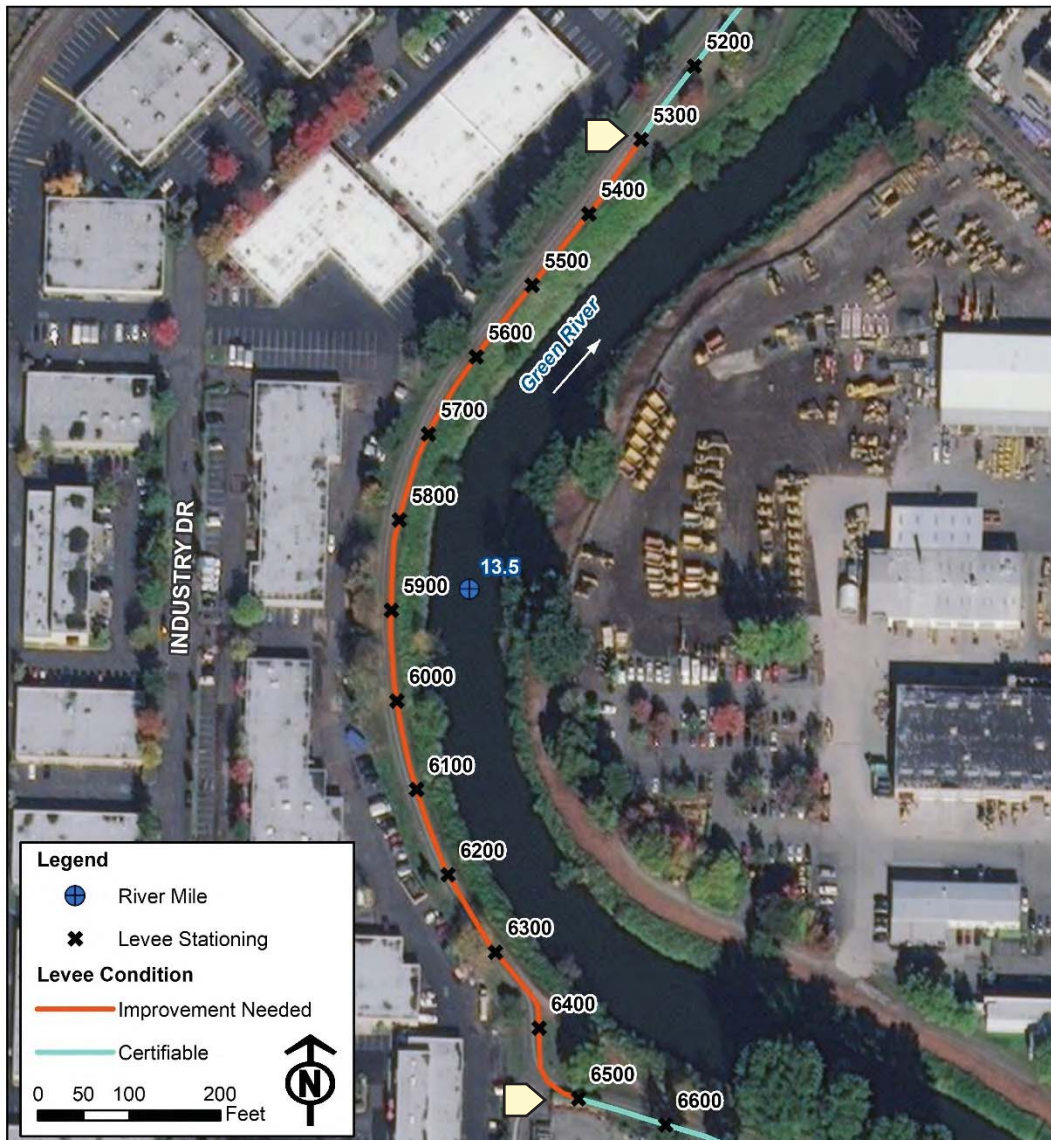 5200
5300
5400
5500
5600
Green River
5700
5800
13.5
5900
INDUSTRY DR
6000
6100
6200
6300
6400
6500
6600
Legend
River Mile
Levee Stationing
Levee Condition
Improvement Needed
Certifiable
N
0 50 100 200
Feet